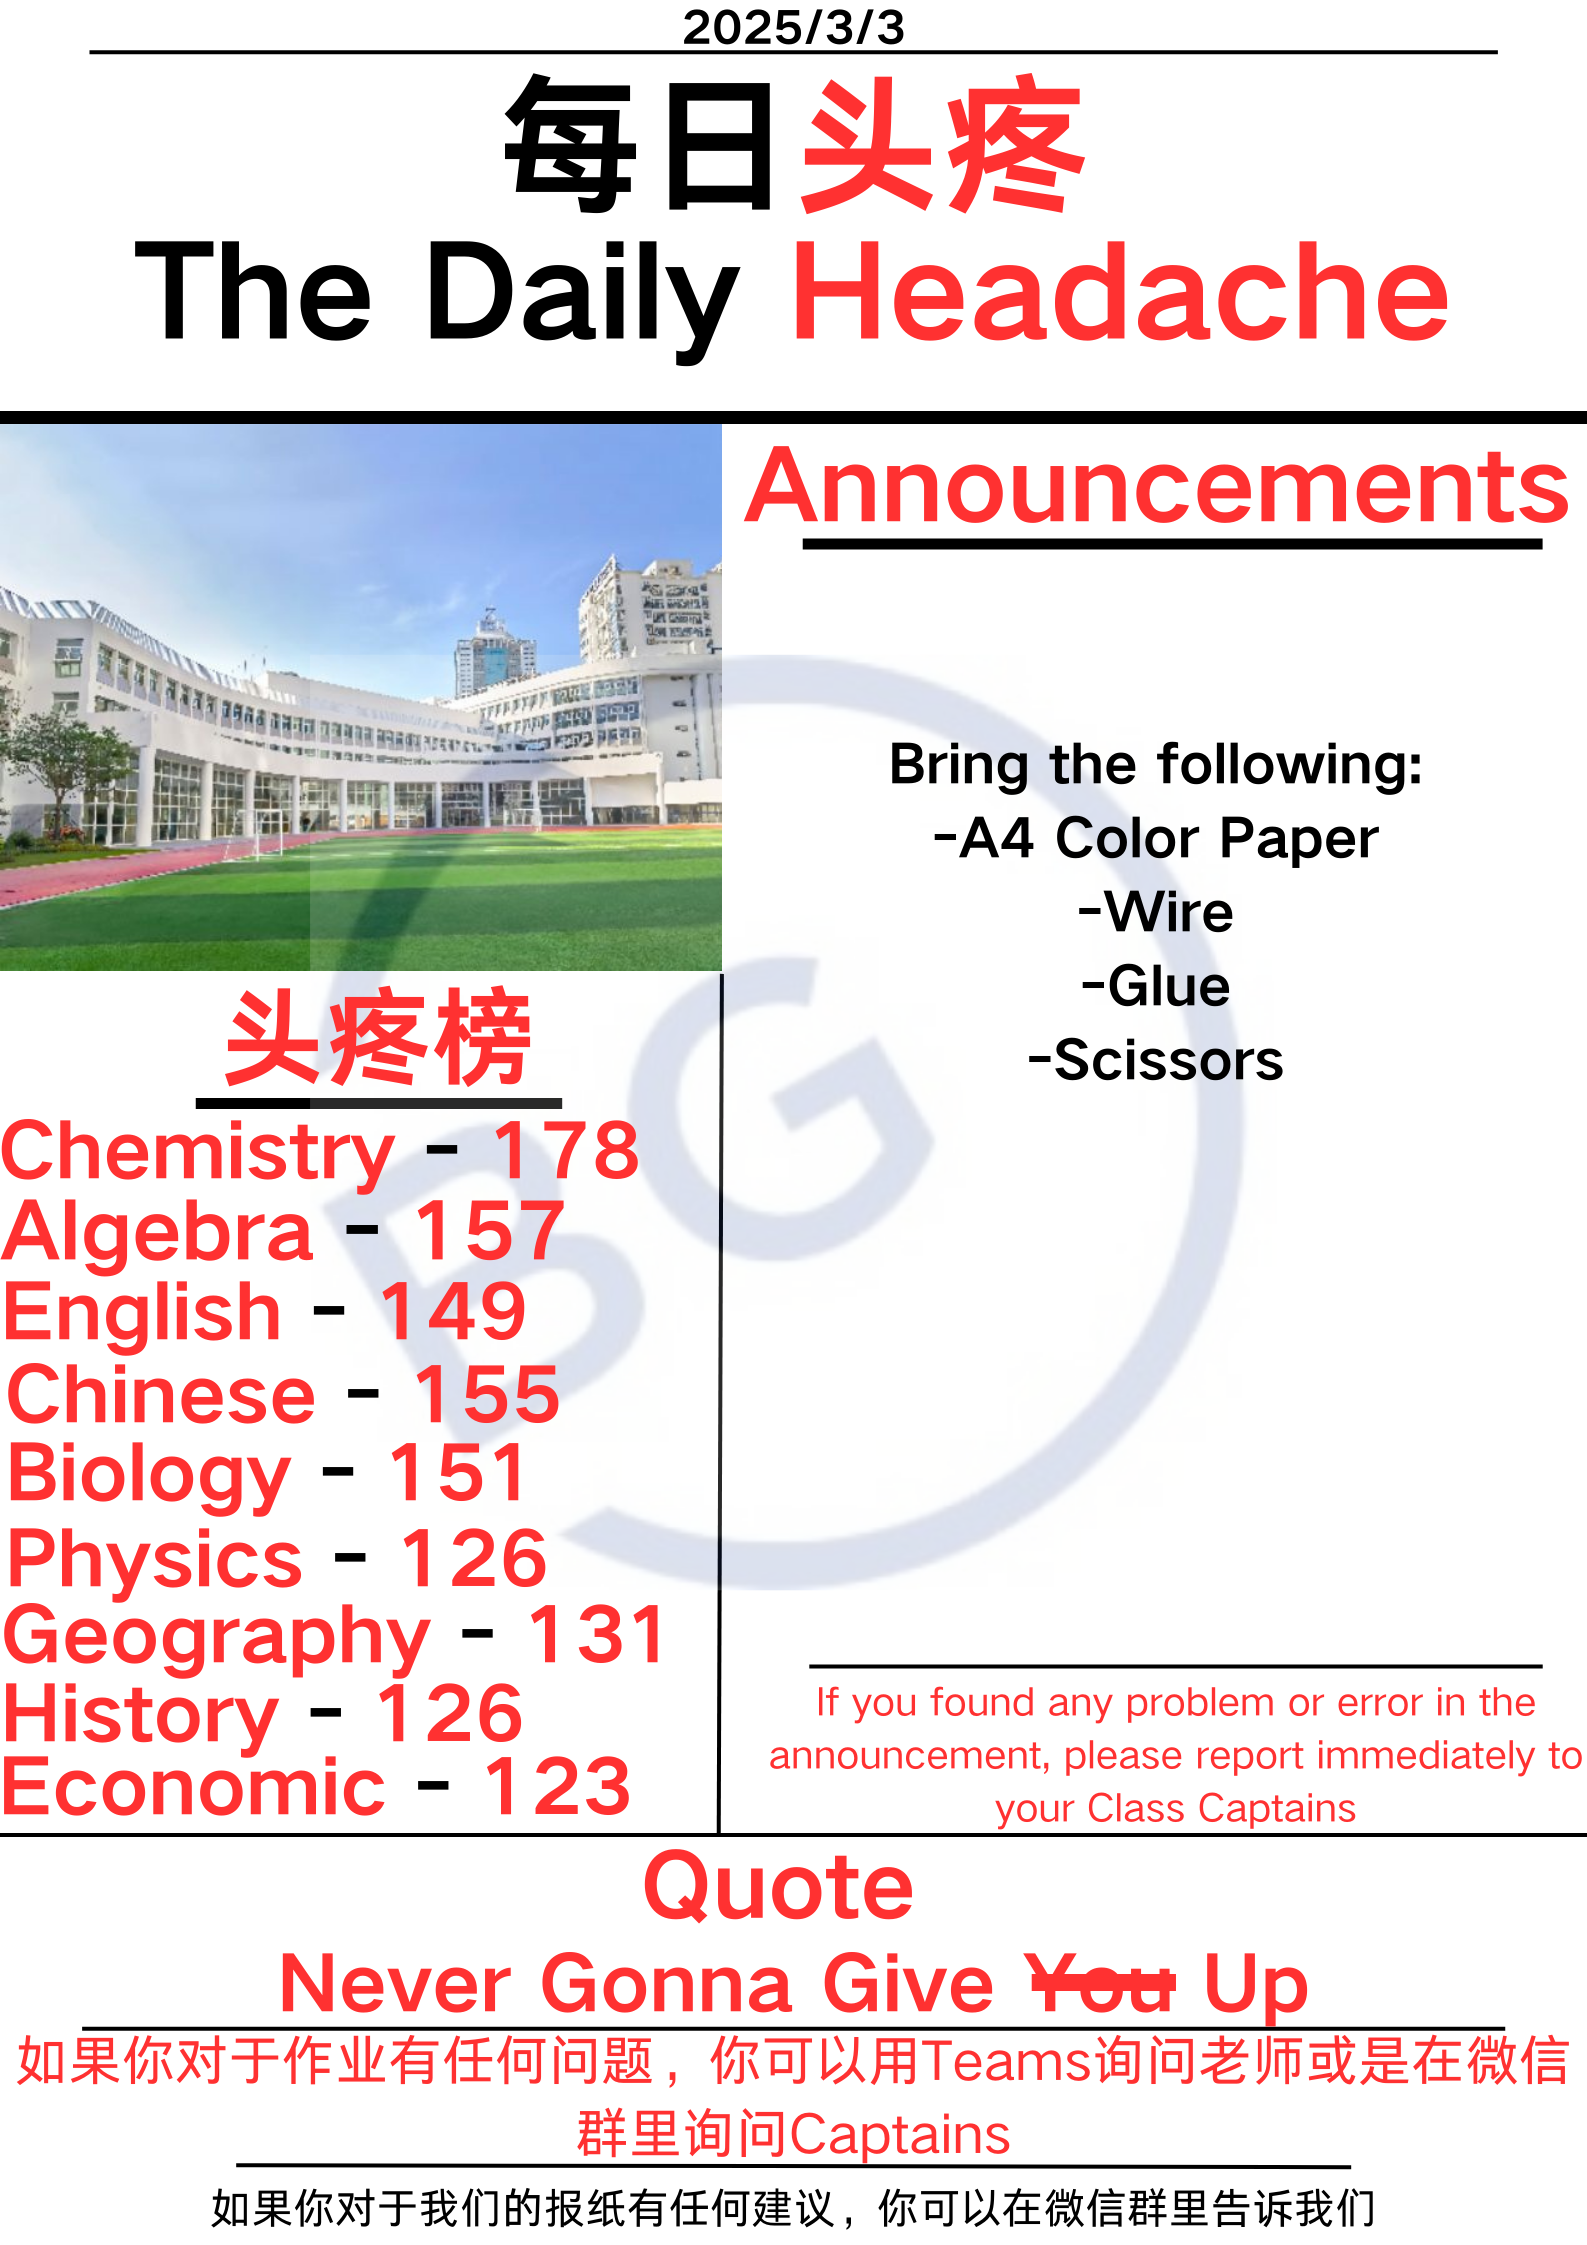 2025/3/3
每日头疼
The Daily Headache
Announcements
Bring the following:
-A4 Color Paper
-Wire
-Glue
-Scissors
头疼榜
Chemistry - 178
Algebra - 157
English - 149
Chinese - 155
Biology - 151
Physics - 126
Geography - 131
History - 126
Economic - 123
If you found any problem or error in the
announcement, please report immediately to
your Class Captains
Quote
Never Gonna Give You Up
如果你对于作业有任何问题，你可以用Teams询问老师或是在微信
群里询问Captains
如果你对于我们的报纸有任何建议，你可以在微信群里告诉我们
BG